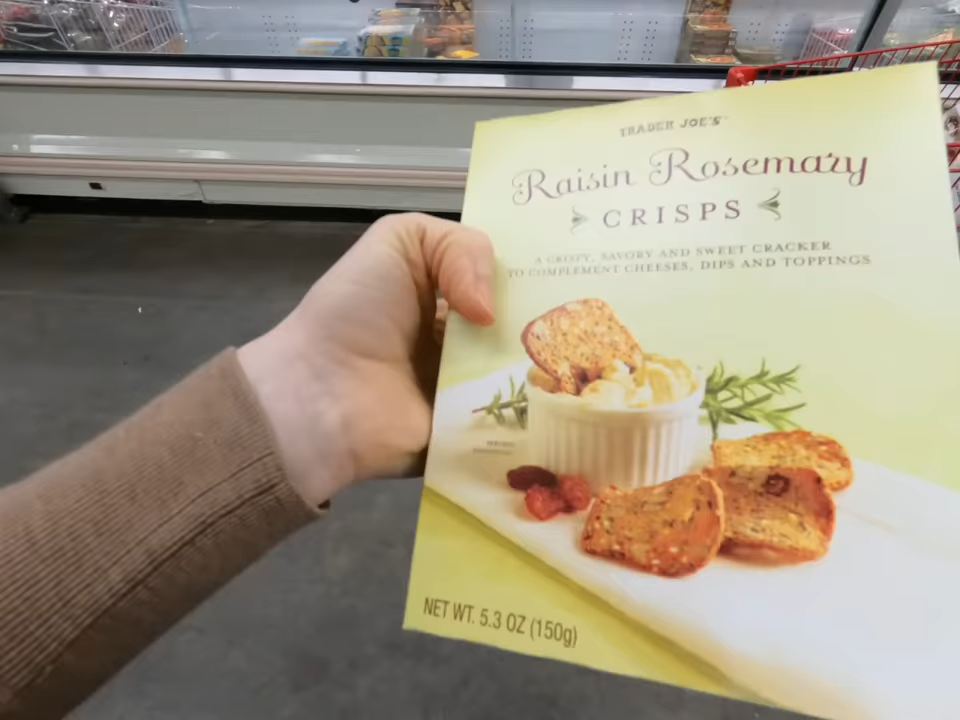 TRADER JOE'S
Raisin Rosemary
CRISPS
A CRISPY, SAVORY AND SWEET CRACKER
TO COMPLEMENT CHEESES, DIPS AND TOPPINGS
NET WT. 5.3 OZ (150g)